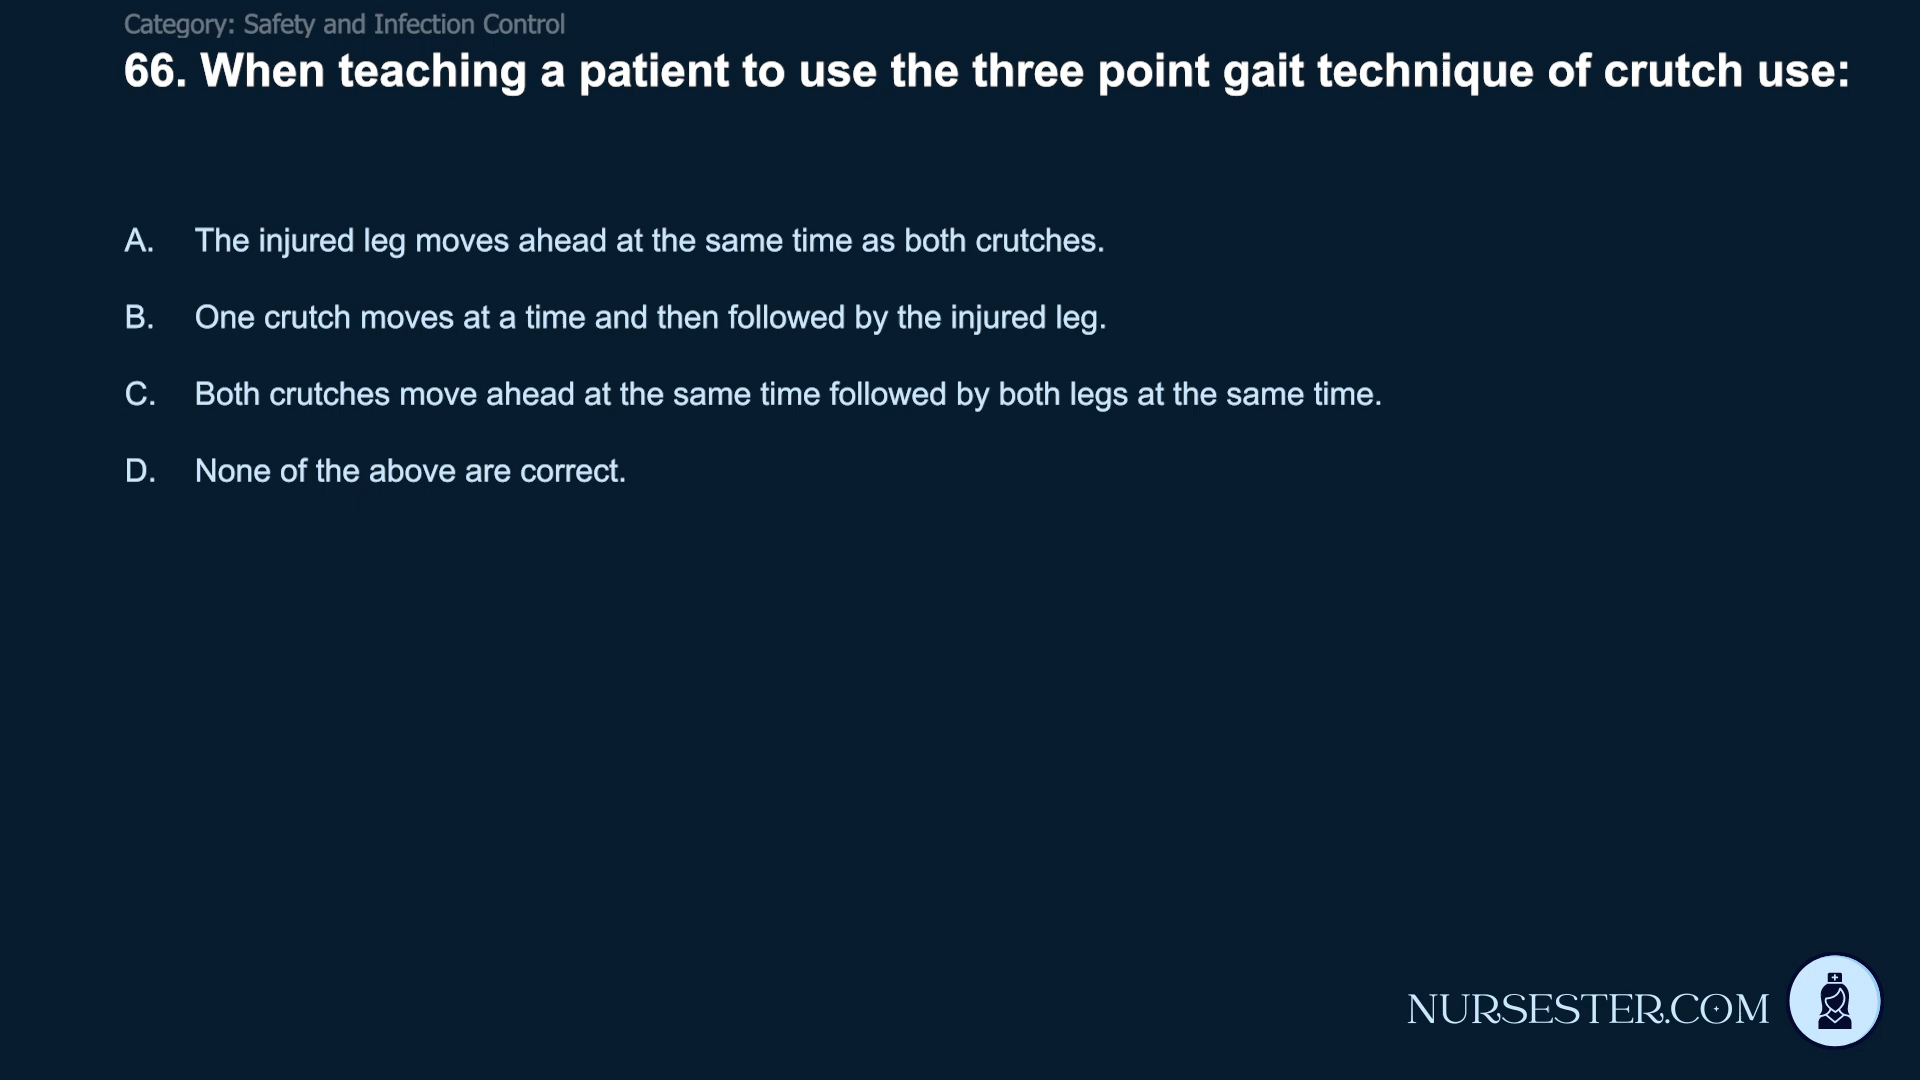 Category: Safety and Infection Control
66. When teaching a patient to use the three point gait technique of crutch use:
A. The injured leg moves ahead at the same time as both crutches.
B. One crutch moves at a time and then followed by the injured leg.
C. Both crutches move ahead at the same time followed by both legs at the same time.
D. None of the above are correct.
NURSESTER.COM